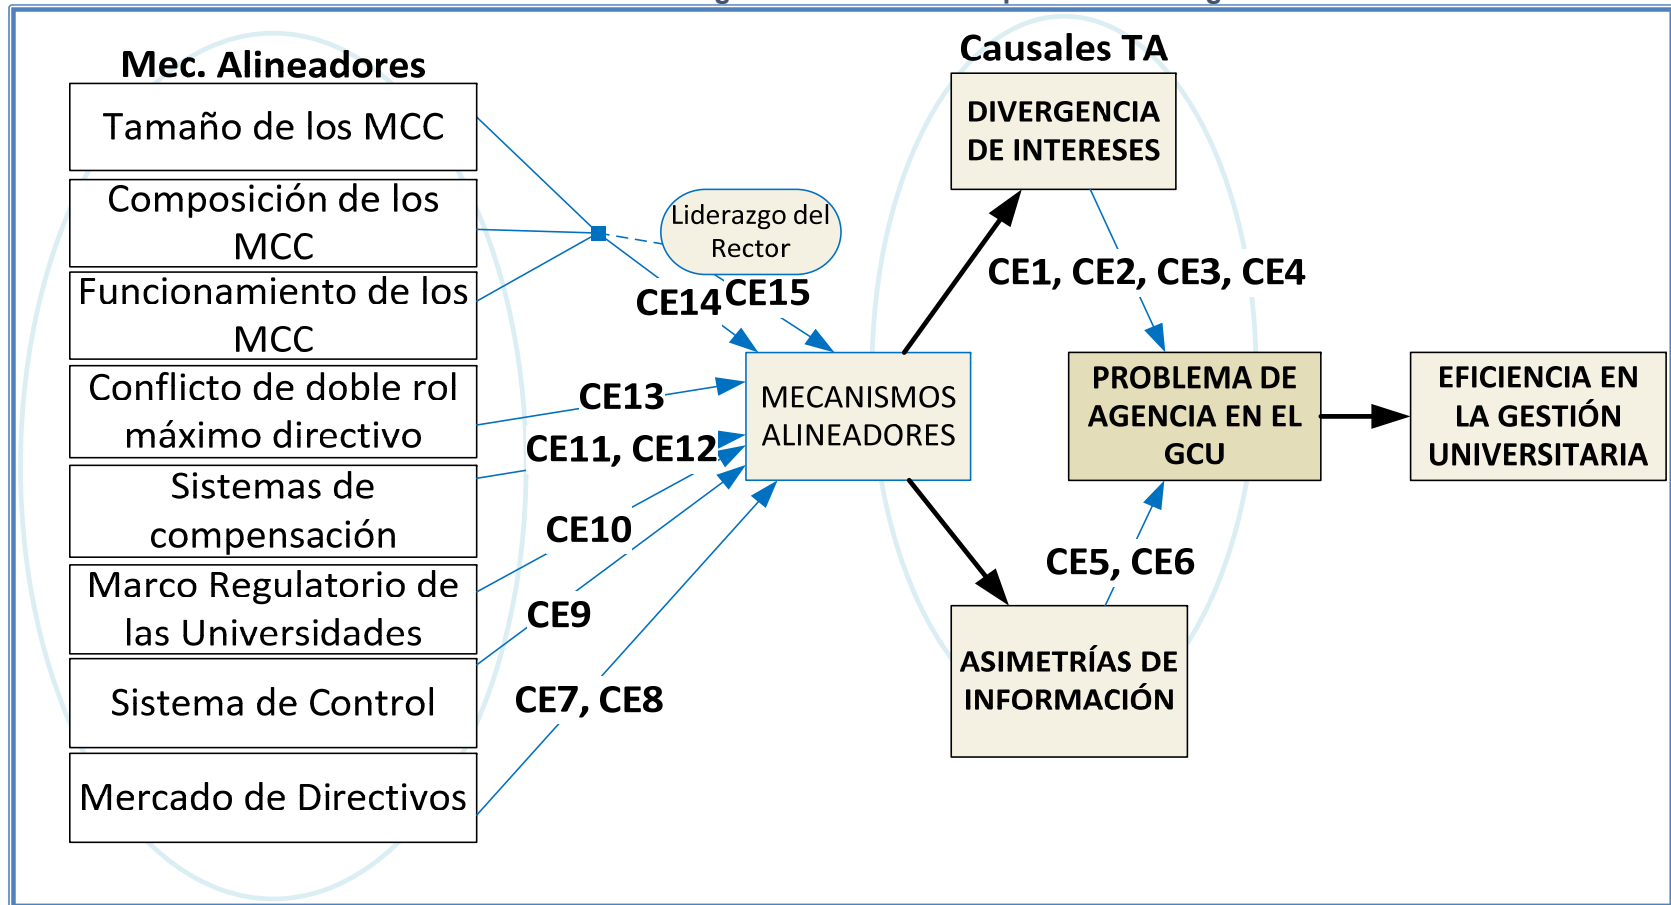 Mec. Alineadores
Tamaño de los MCC
Composición de los
MCC
Funcionamiento de los
MCC
Conflicto de doble rol
máximo directivo
Sistemas de
compensación
Marco Regulatorio de
las Universidades
Sistema de Control
Mercado de Directivos
Liderazgo del
Rector
CE14
CE15
CE13
CE11, CE12
CE10
CE9
CE7, CE8
MECANISMOS
ALINEADORES
Causales TA
DIVERGENCIA
DE INTERESES
CE1, CE2, CE3, CE4
PROBLEMA DE
AGENCIA EN EL
GCU
CE5, CE6
ASIMETRÍAS DE
INFORMACIÓN
EFICIENCIA EN
LA GESTIÓN
UNIVERSITARIA